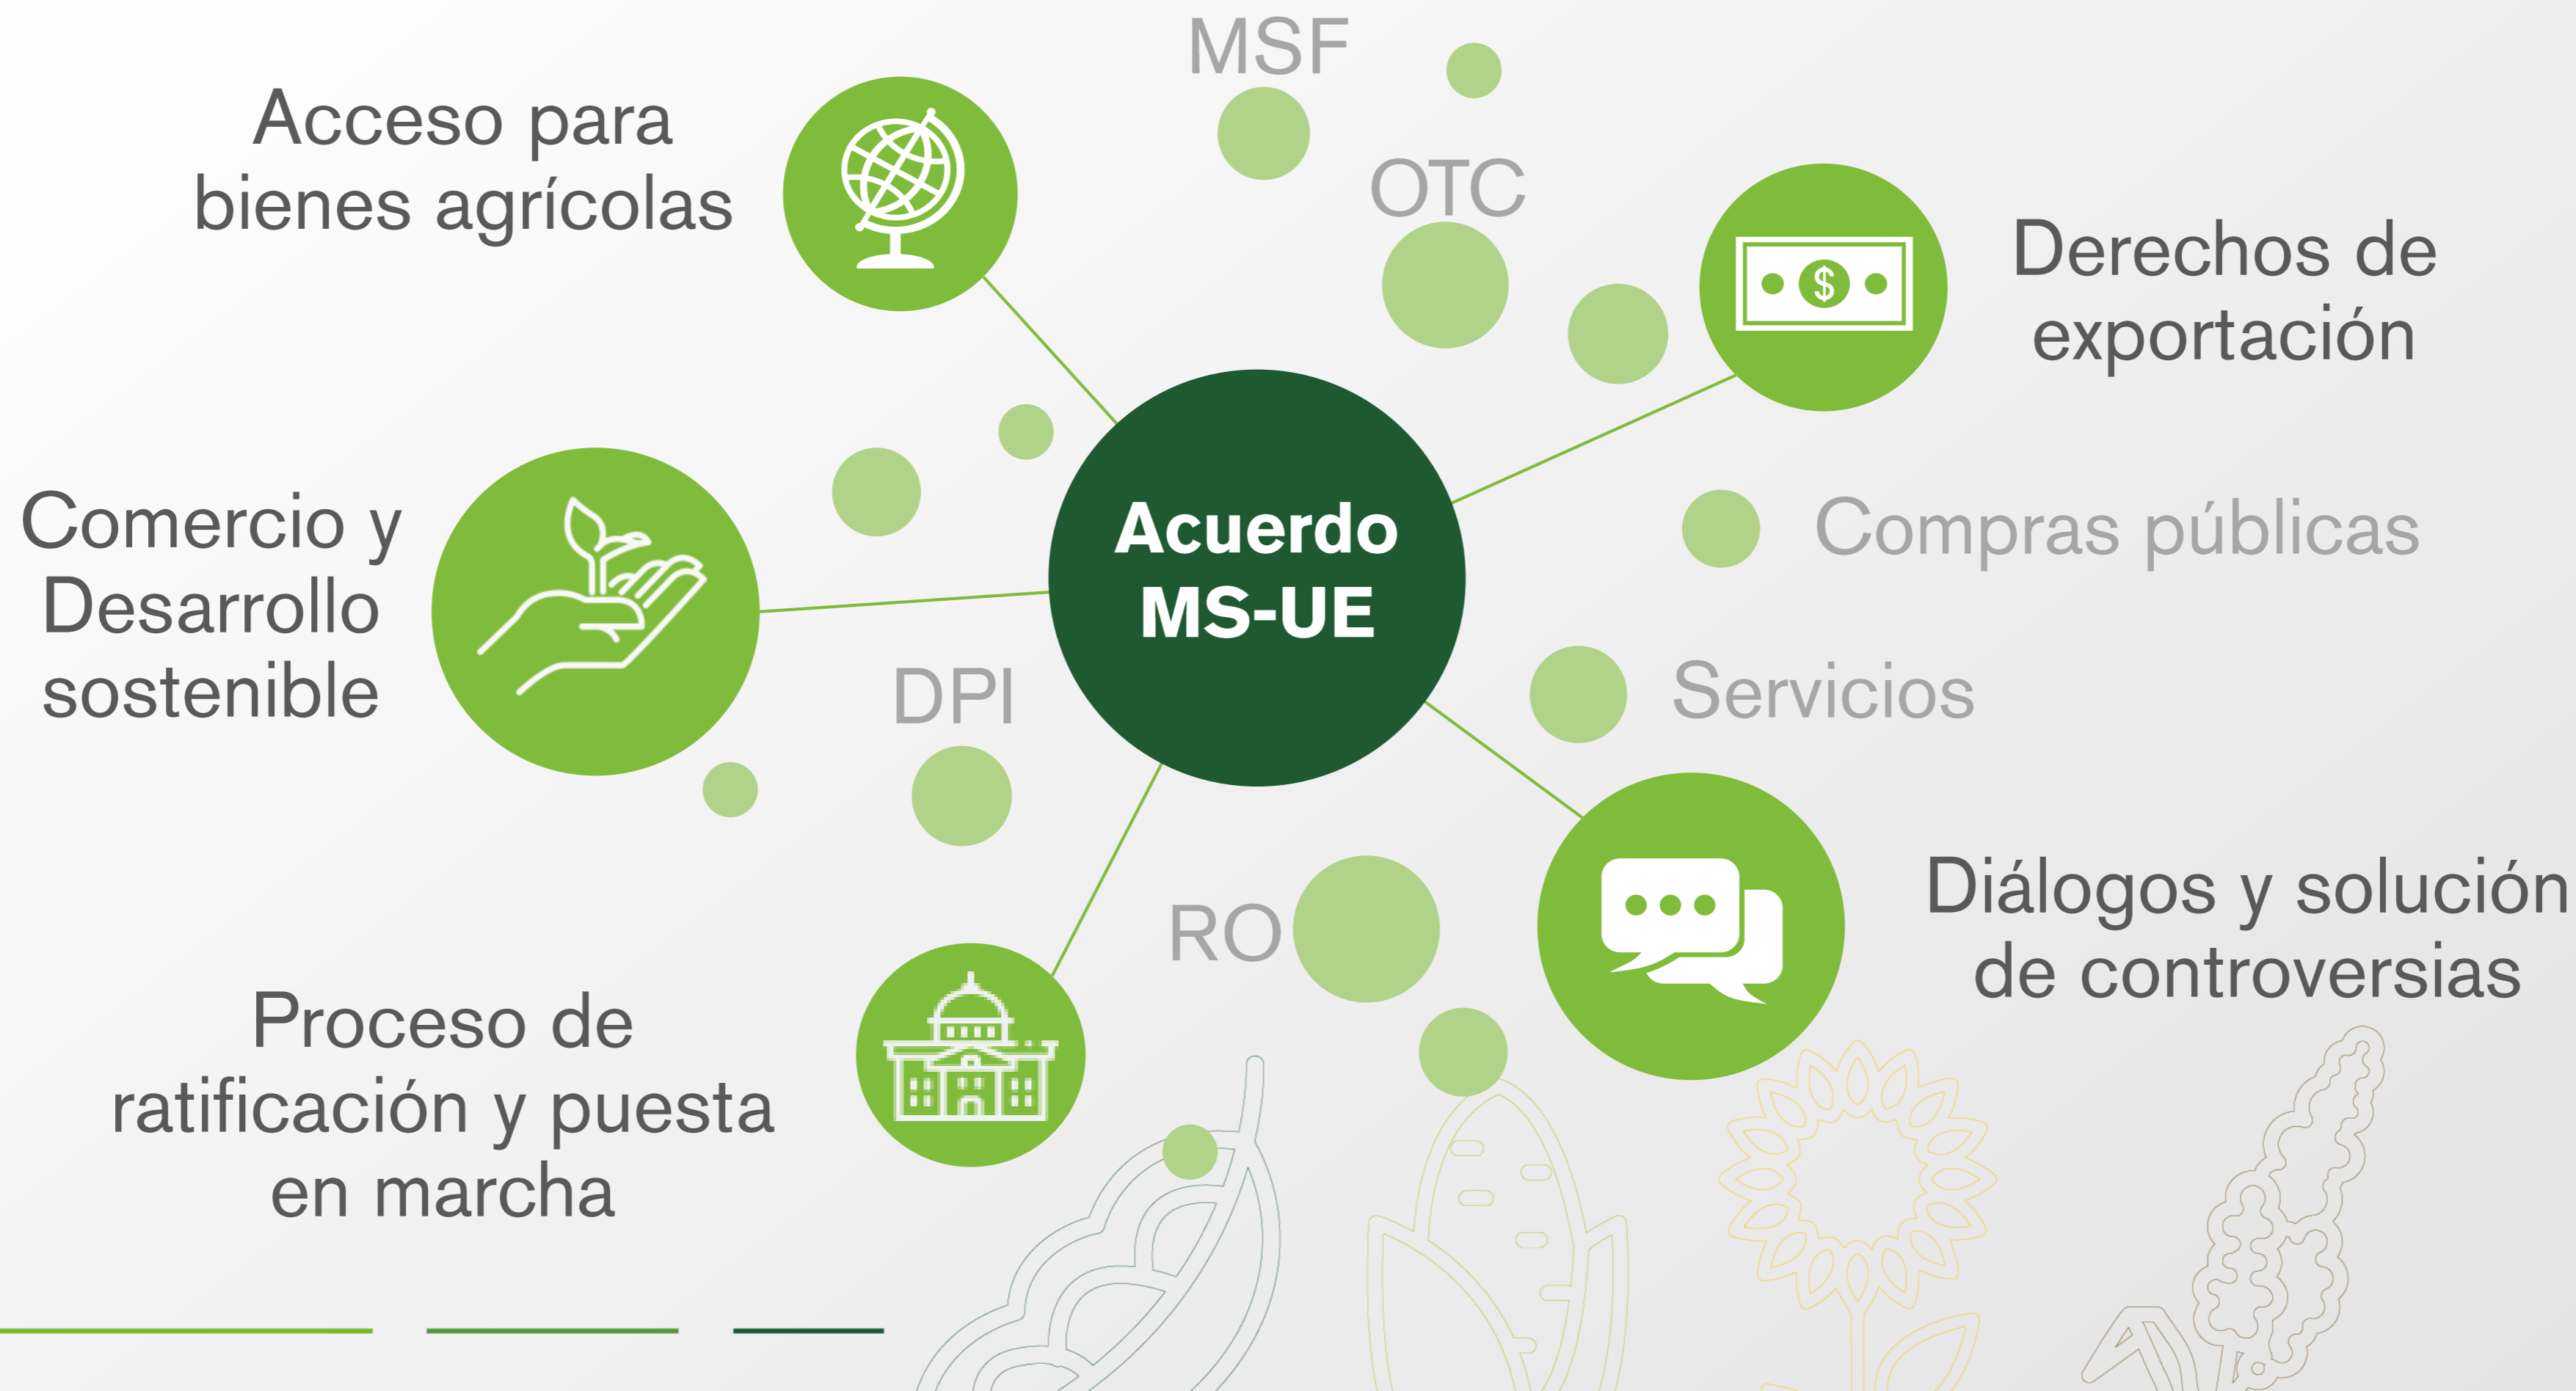 MSF
Acceso para
bienes agrícolas
OTC
Derechos de
exportación
$
Comercio y
Desarrollo
sostenible
Acuerdo
MS-UE
Compras públicas
DPI
Servicios
RO
Diálogos y solución
de controversias
Proceso de
ratificación y puesta
en marcha